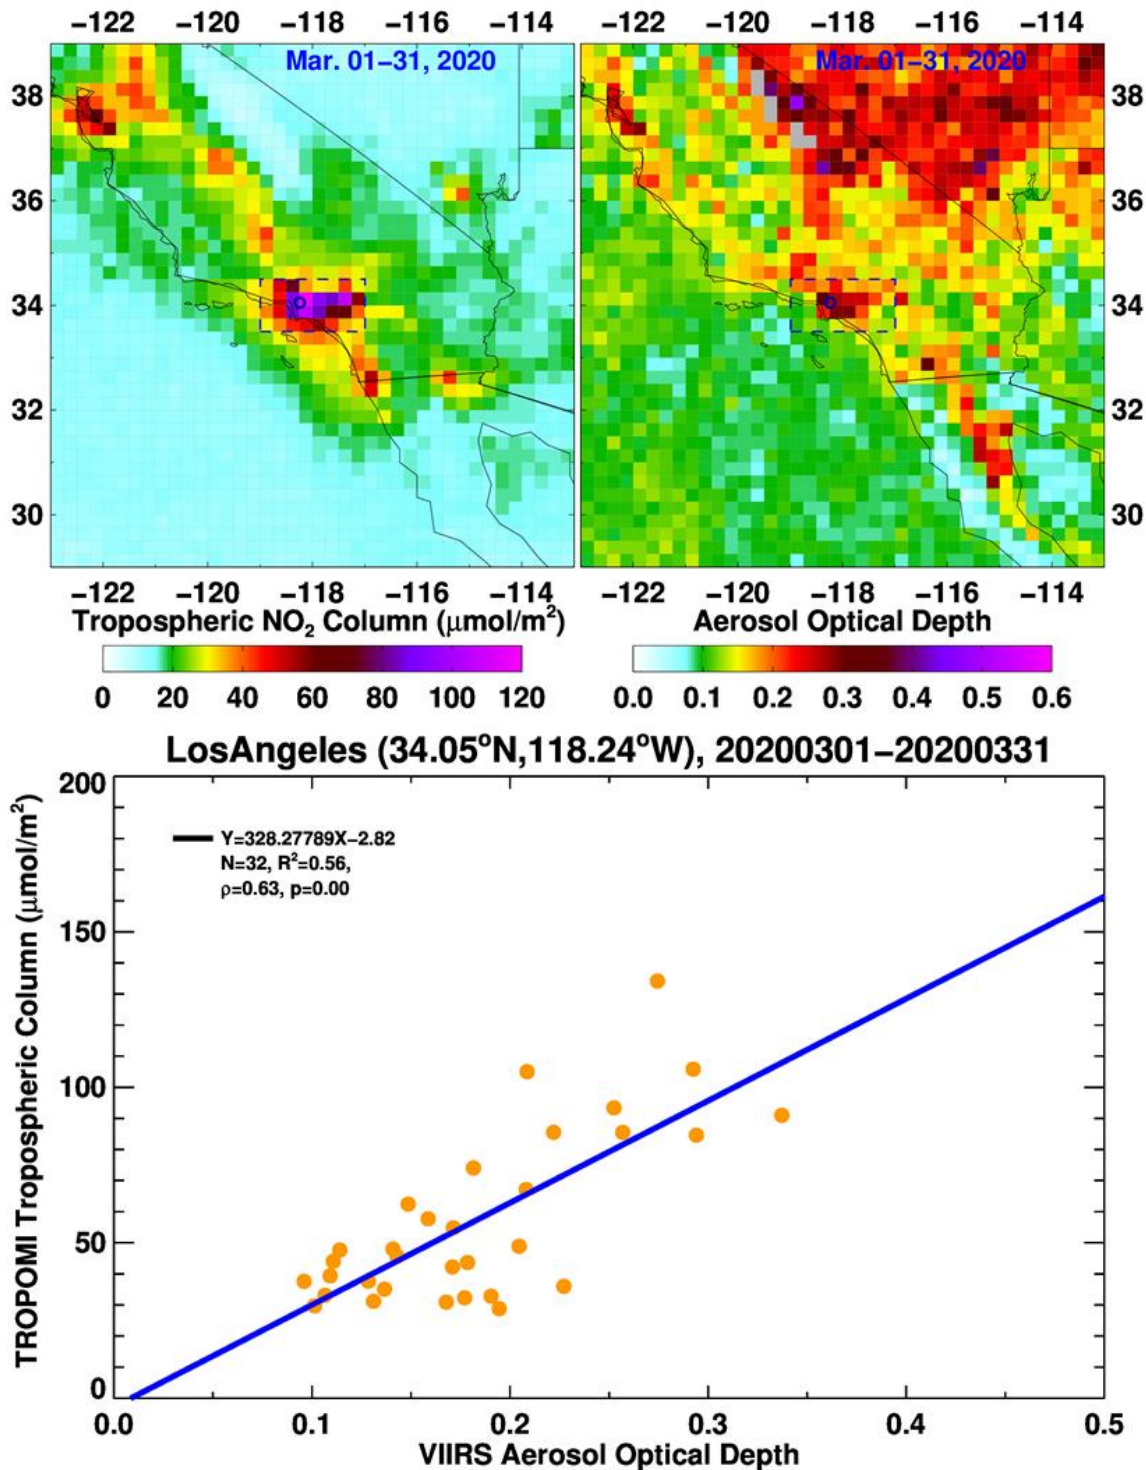 −122 −120 −118 −116 −114 −122 −120 −118 −116 −114
Mar. 01−31, 2020 Mar. 01−31, 2020
38 38
36 36
34 34
32 32
30 30
−122 −120 −118 −116 −114 −122 −120 −118 −116 −114
Tropospheric NO₂ Column (μmol/m²) Aerosol Optical Depth
0 20 40 60 80 100 120 0.0 0.1 0.2 0.3 0.4 0.5 0.6
LosAngeles (34.05°N,118.24°W), 20200301−20200331
TROPOMI Tropospheric Column (μmol/m²)
200
Y=328.27789X−2.82
N=32, R²=0.56,
ρ=0.63, p=0.00
150
100
50
0
0.0 0.1 0.2 0.3 0.4 0.5
VIIRS Aerosol Optical Depth